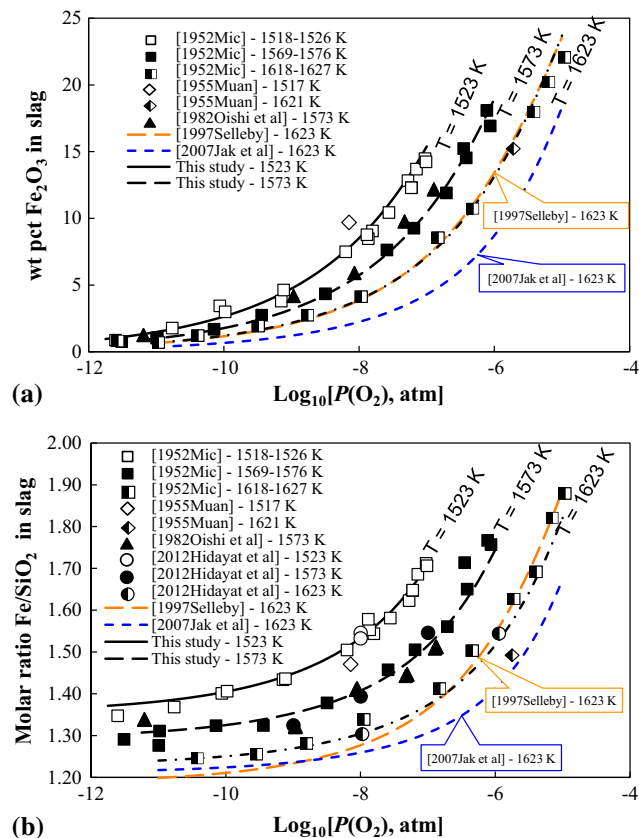 25
20
15
10
5
0
wt pct Fe₂O₃ in slag
[1952Mic] - 1518-1526 K
[1952Mic] - 1569-1576 K
[1952Mic] - 1618-1627 K
[1955Muan] - 1517 K
[1955Muan] - 1621 K
[1982Oishi et al] - 1573 K
[1997Selleby] - 1623 K
[2007Jak et al] - 1623 K
This study - 1523 K
This study - 1573 K
T = 1523 K
T = 1573 K
T = 1623 K
[1997Selleby] - 1623 K
[2007Jak et al] - 1623 K
-12 -10 -8 -6 -4
(a)
Log₁₀[P(O₂), atm]
2.00
1.90
1.80
1.70
1.60
1.50
1.40
1.30
1.20
Molar ratio Fe/SiO₂ in slag
[1952Mic] - 1518-1526 K
[1952Mic] - 1569-1576 K
[1952Mic] - 1618-1627 K
[1955Muan] - 1517 K
[1955Muan] - 1621 K
[1982Oishi et al] - 1573 K
[2012Hidayat et al] - 1523 K
[2012Hidayat et al] - 1573 K
[2012Hidayat et al] - 1623 K
[1997Selleby] - 1623 K
[2007Jak et al] - 1623 K
This study - 1523 K
This study - 1573 K
T = 1523 K
T = 1573 K
T = 1623 K
[1997Selleby] - 1623 K
[2007Jak et al] - 1623 K
-12 -10 -8 -6 -4
(b)
Log₁₀[P(O₂), atm]